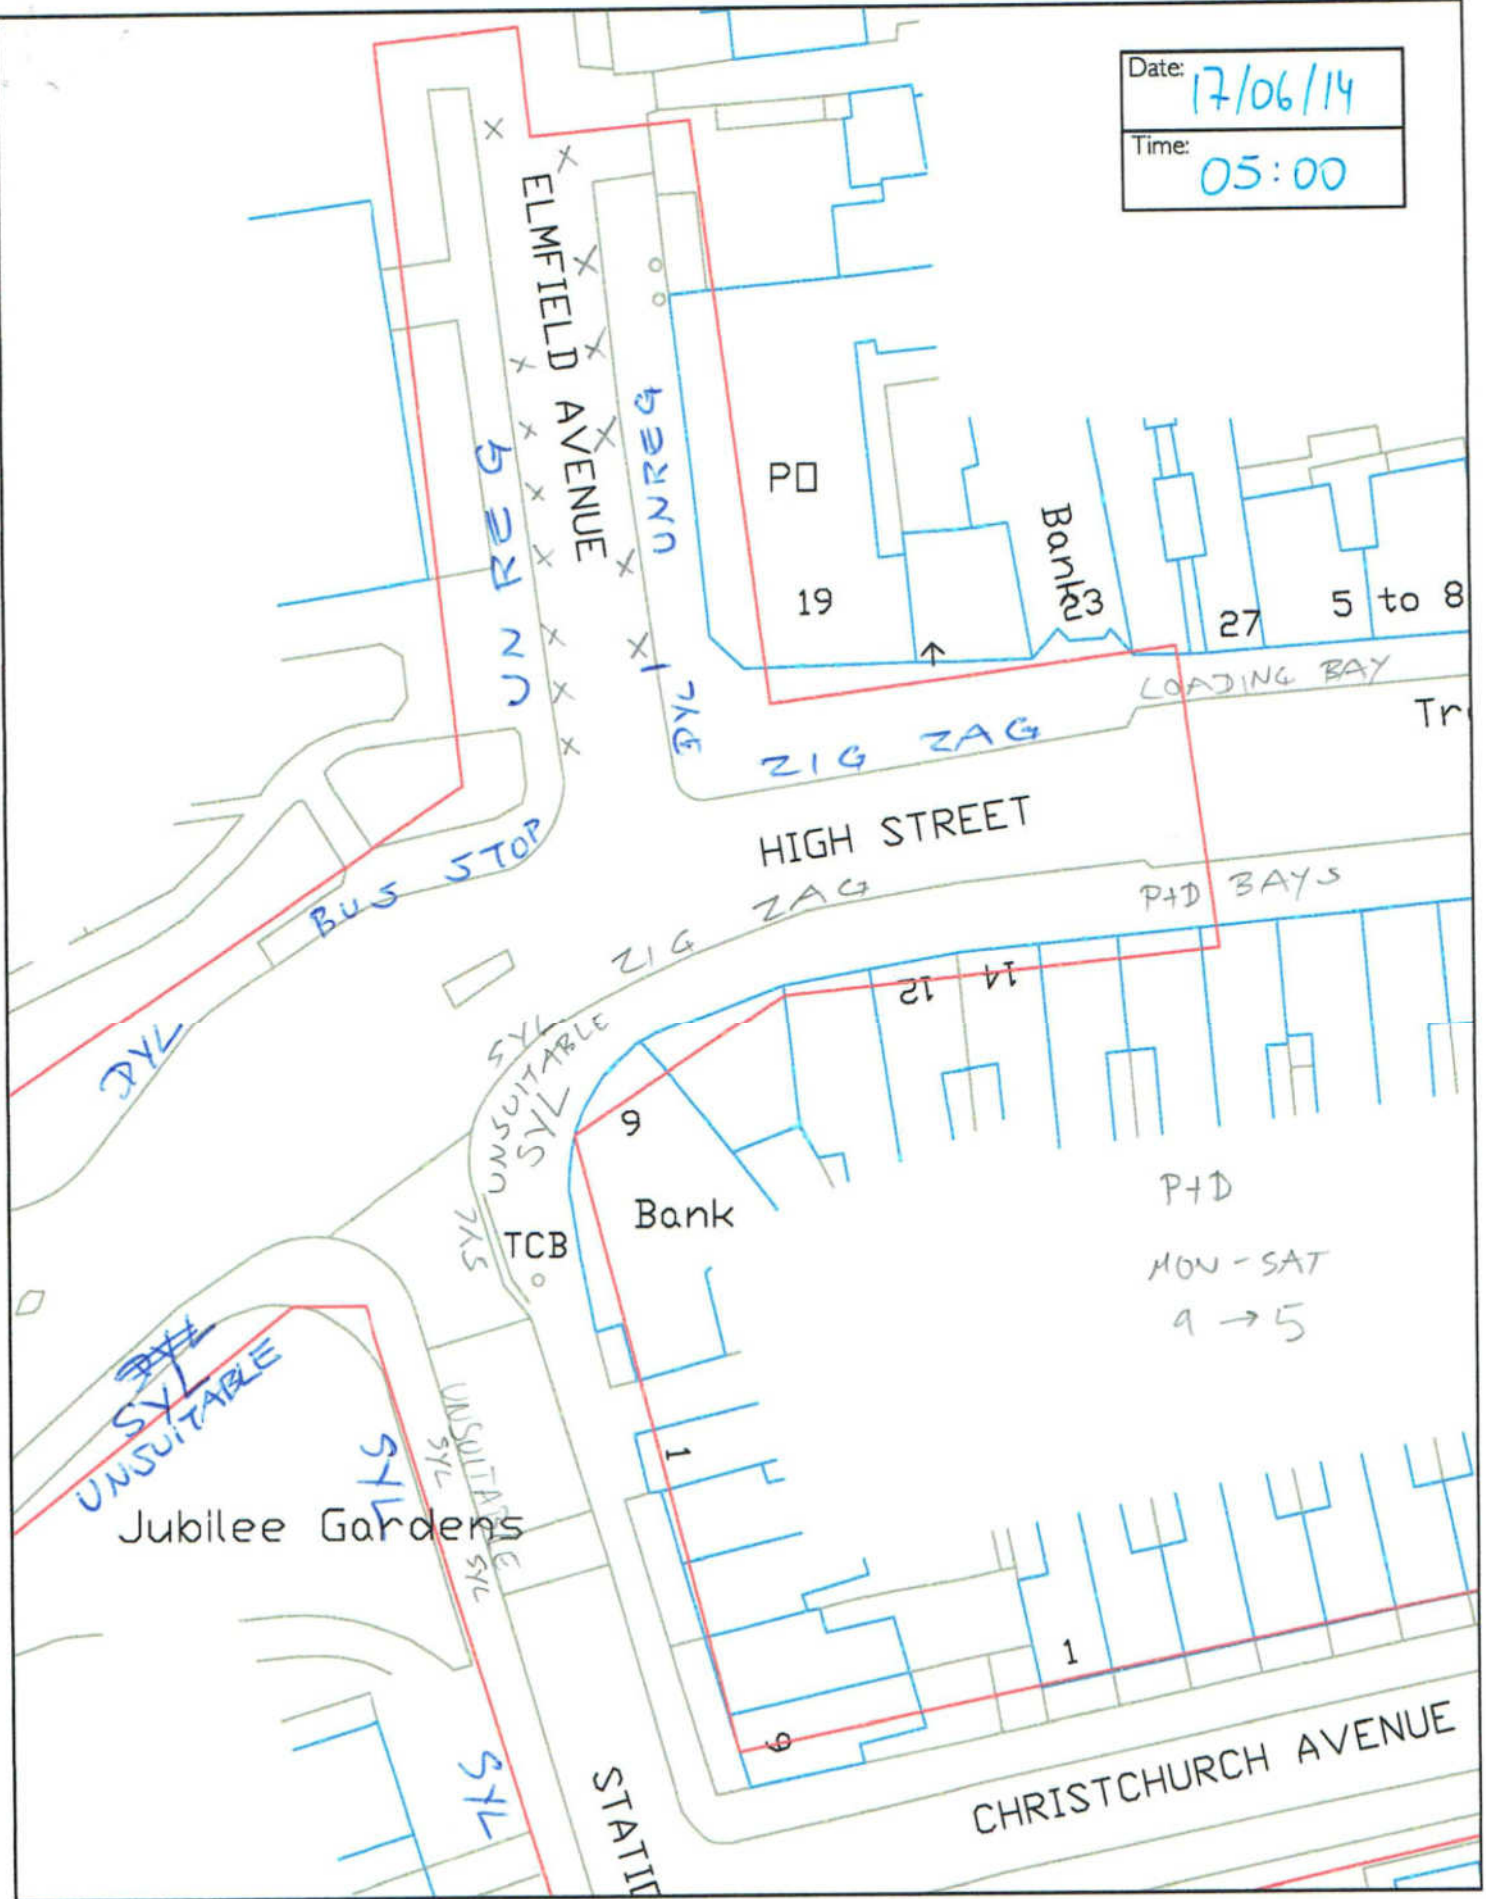 Date: 17/06/14
Time: 05:00
ELMFIELD AVENUE
UNREG
UNREG
PO
19
Bank
23
27
5 to 8
DYL
LOADING BAY
ZIG ZAG
HIGH STREET
BUS STOP
ZIG ZAG
P+D BAYS
12
14
DYL
SYL
UNSUITABLE
SYL
9
Bank
SYL
TCB
P+D
MON - SAT
9 → 5
DYL
SYL
UNSUITABLE
SYL
SYL
UNSUITABLE
SYL
Jubilee Gardens
1
1
9
SYL
CHRISTCHURCH AVENUE